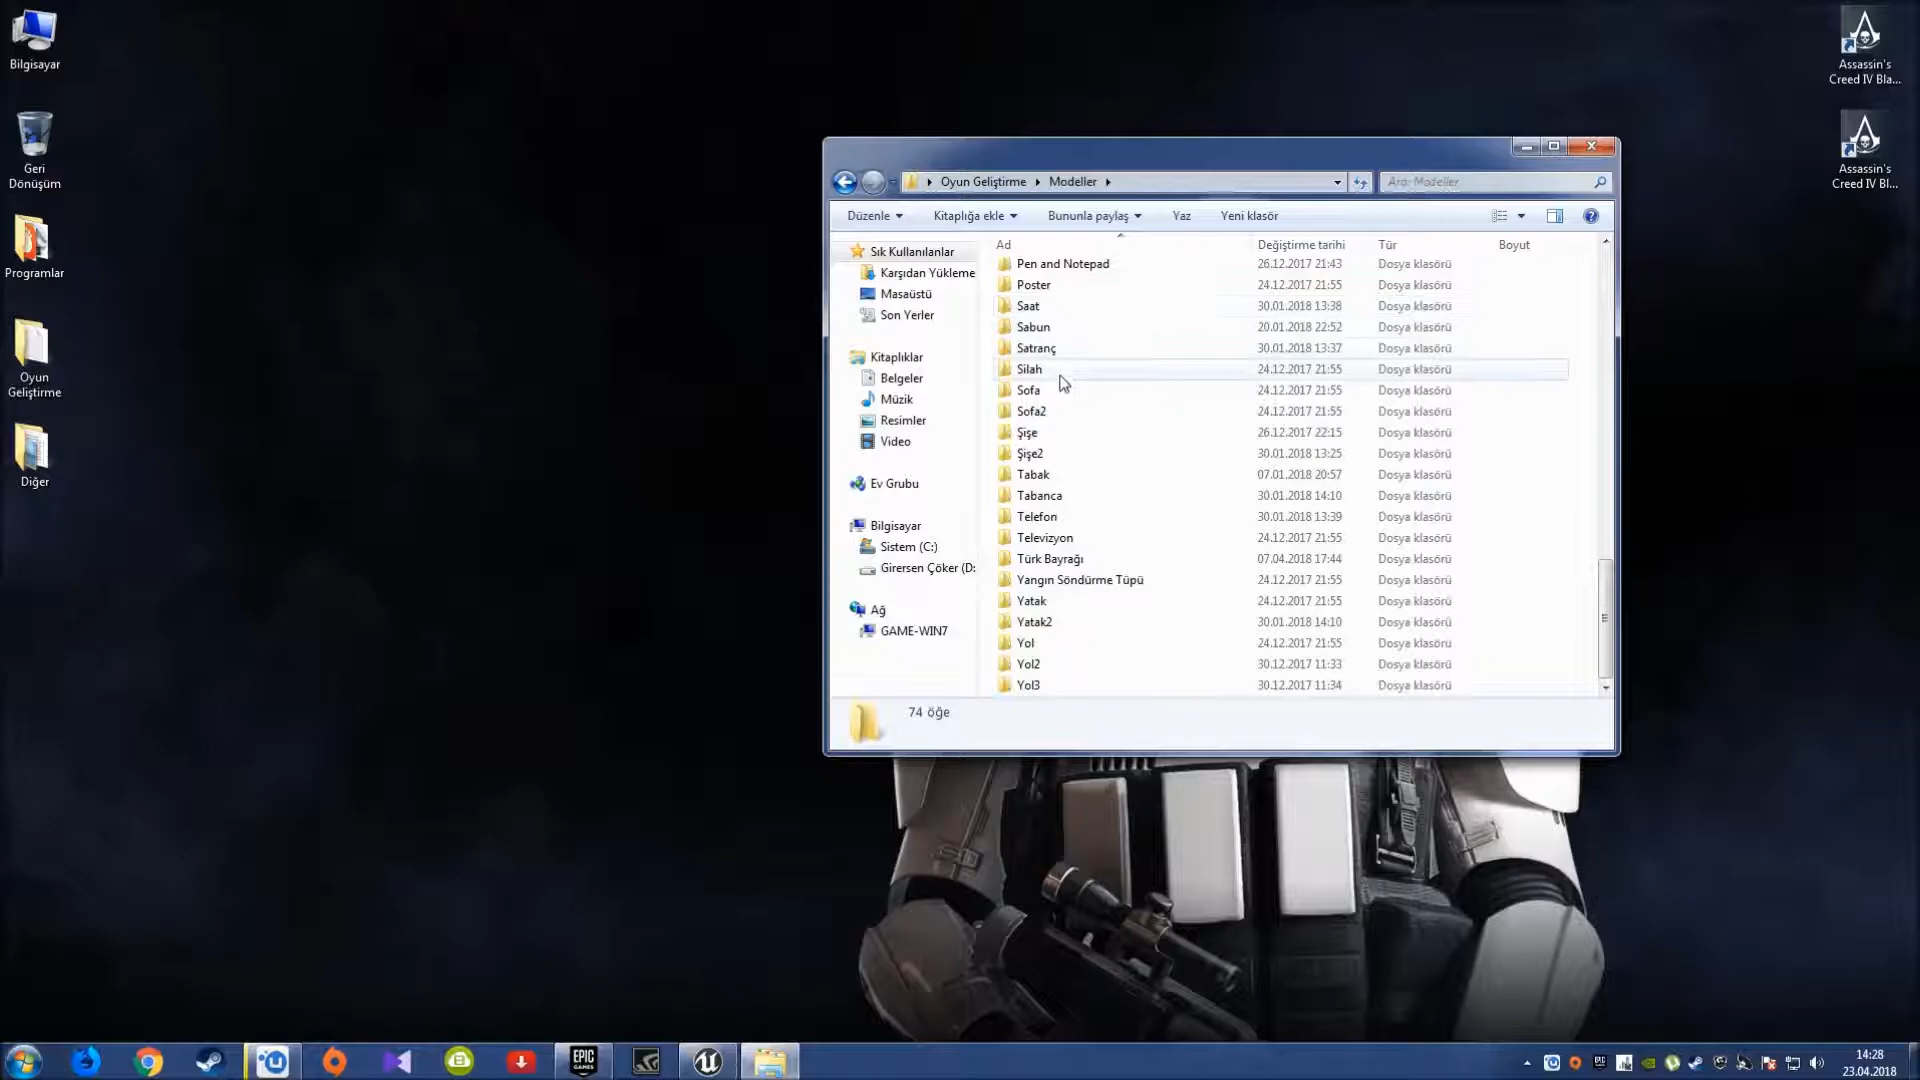 Bilgisayar
Geri
Dönüşüm
Programlar
Oyun
Geliştirme
Diğer
Assassin's
Creed IV Bla...
Assassin's
Creed IV Bl...
Oyun Geliştirme Modeller
Ara: Modeller
Düzenle Kitaplığa ekle Bununla paylaş Yaz Yeni klasör
Sık Kullanılanlar
Karşıdan Yükleme
Masaüstü
Son Yerler
Kitaplıklar
Belgeler
Müzik
Resimler
Video
Ev Grubu
Bilgisayar
Sistem (C:)
Girersen Çöker (D:
Ağ
GAME-WIN7
Ad Değiştirme tarihi Tür Boyut
Pen and Notepad 26.12.2017 21:43 Dosya klasörü
Poster 24.12.2017 21:55 Dosya klasörü
Saat 30.01.2018 13:38 Dosya klasörü
Sabun 20.01.2018 22:52 Dosya klasörü
Satranç 30.01.2018 13:37 Dosya klasörü
Silah 24.12.2017 21:55 Dosya klasörü
Sofa 24.12.2017 21:55 Dosya klasörü
Sofa2 24.12.2017 21:55 Dosya klasörü
Şişe 26.12.2017 22:15 Dosya klasörü
Şişe2 30.01.2018 13:25 Dosya klasörü
Tabak 07.01.2018 20:57 Dosya klasörü
Tabanca 30.01.2018 14:10 Dosya klasörü
Telefon 30.01.2018 13:39 Dosya klasörü
Televizyon 24.12.2017 21:55 Dosya klasörü
Türk Bayrağı 07.04.2018 17:44 Dosya klasörü
Yangın Söndürme Tüpü 24.12.2017 21:55 Dosya klasörü
Yatak 24.12.2017 21:55 Dosya klasörü
Yatak2 30.01.2018 14:10 Dosya klasörü
Yol 24.12.2017 21:55 Dosya klasörü
Yol2 30.12.2017 11:33 Dosya klasörü
Yol3 30.12.2017 11:34 Dosya klasörü
74 öğe
EPIC
GAMES
14:28
23.04.2018